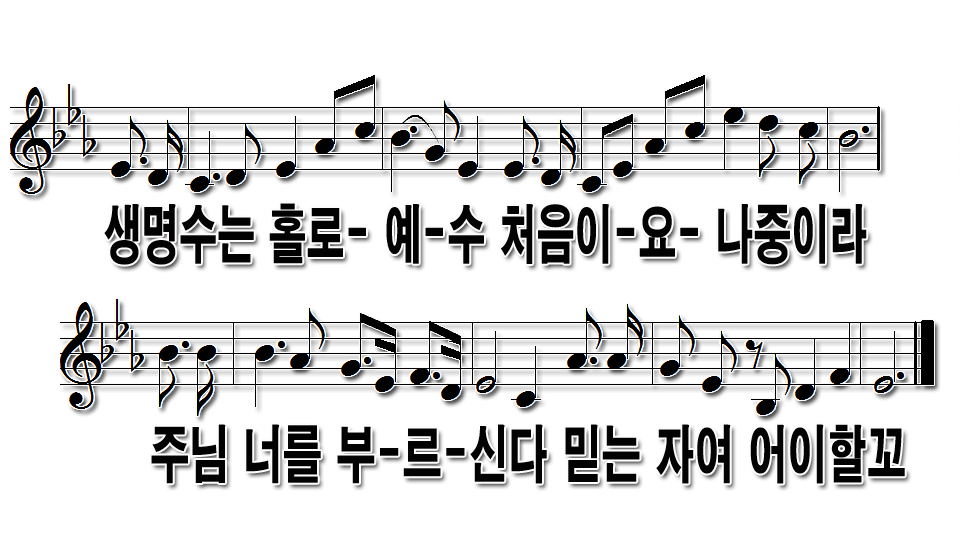 생명수는 홀로- 예-수 처음이-요- 나중이라
주님 너를 부-르-신다 믿는 자여 어이할꼬